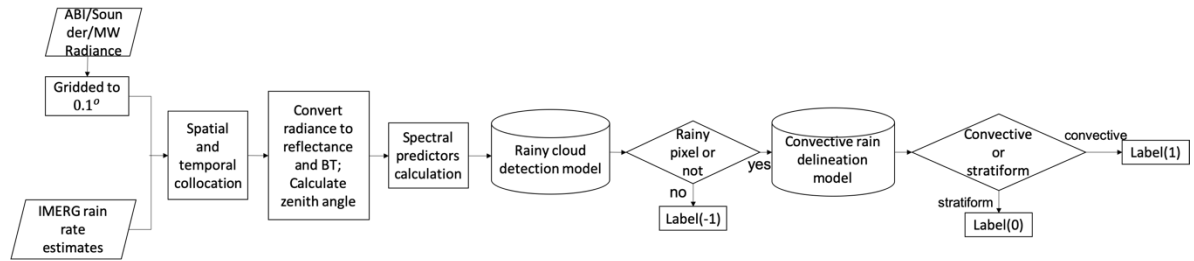 ABI/Soun
der/MW
Radiance
Gridded to
0.1°
IMERG rain
rate
estimates
Spatial
and
temporal
collocation
Convert
radiance to
reflectance
and BT;
Calculate
zenith angle
Spectral
predictors
calculation
Rainy cloud
detection model
Rainy
pixel or
not
yes
no
Label(-1)
Convective rain
delineation
model
Convective
or
stratiform
convective
Label(1)
stratiform
Label(0)